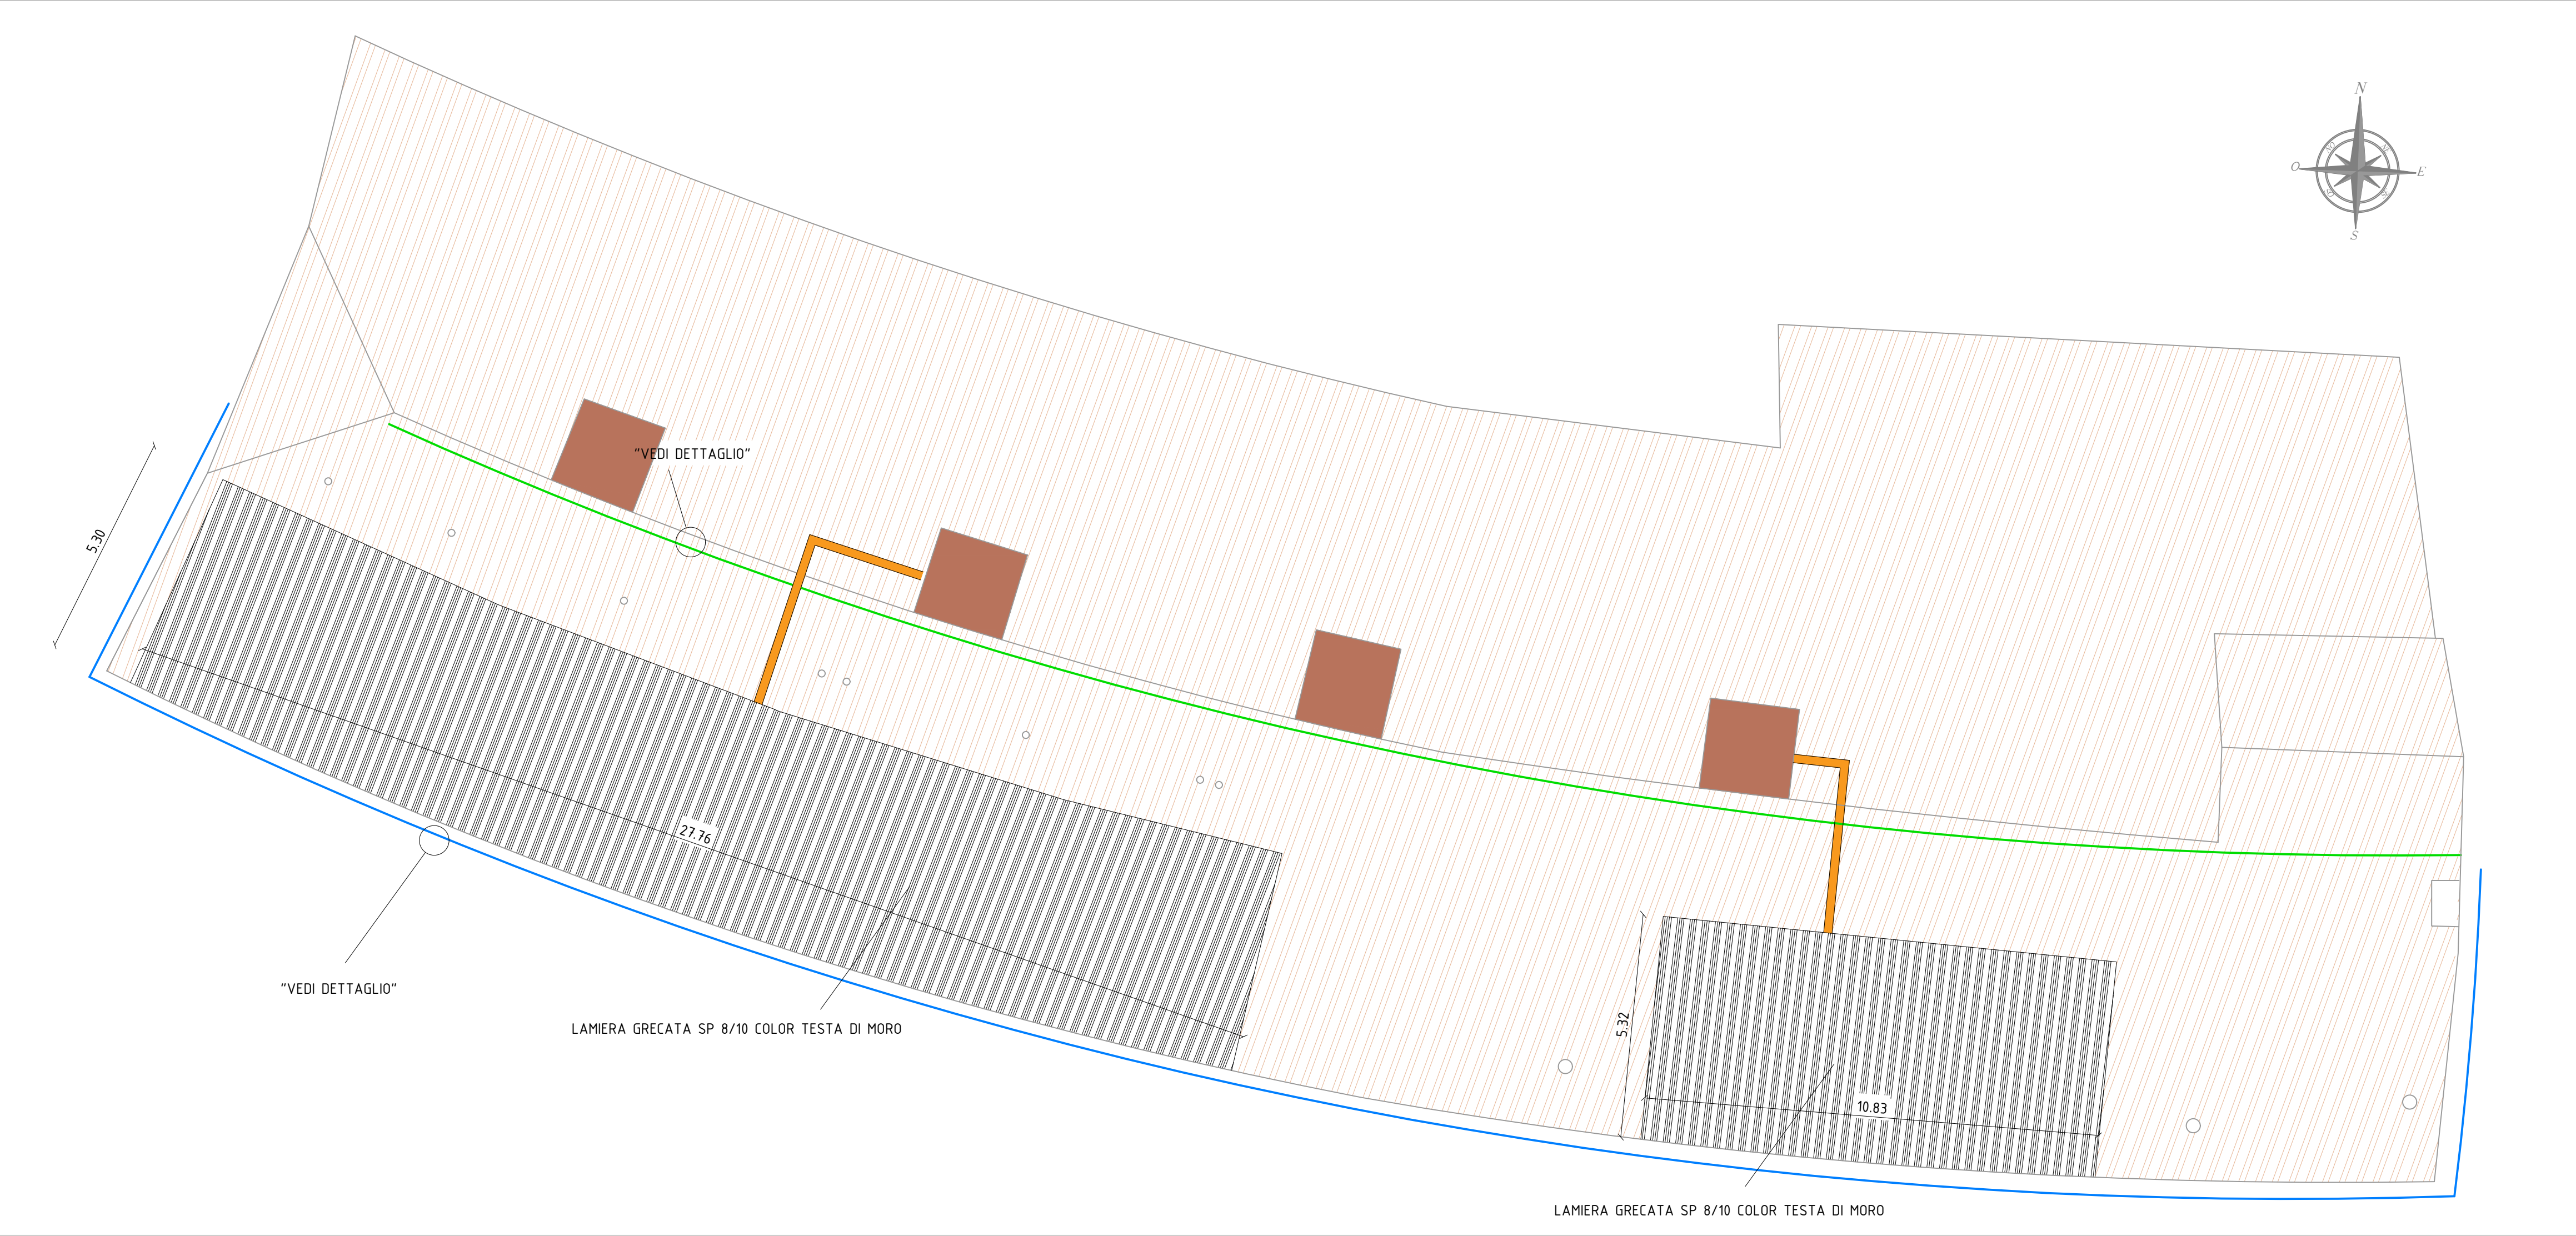 N
O
E
S
"VEDI DETTAGLIO"
5.30
27.76
"VEDI DETTAGLIO"
LAMIERA GRECATA SP 8/10 COLOR TESTA DI MORO
5.32
10.83
LAMIERA GRECATA SP 8/10 COLOR TESTA DI MORO